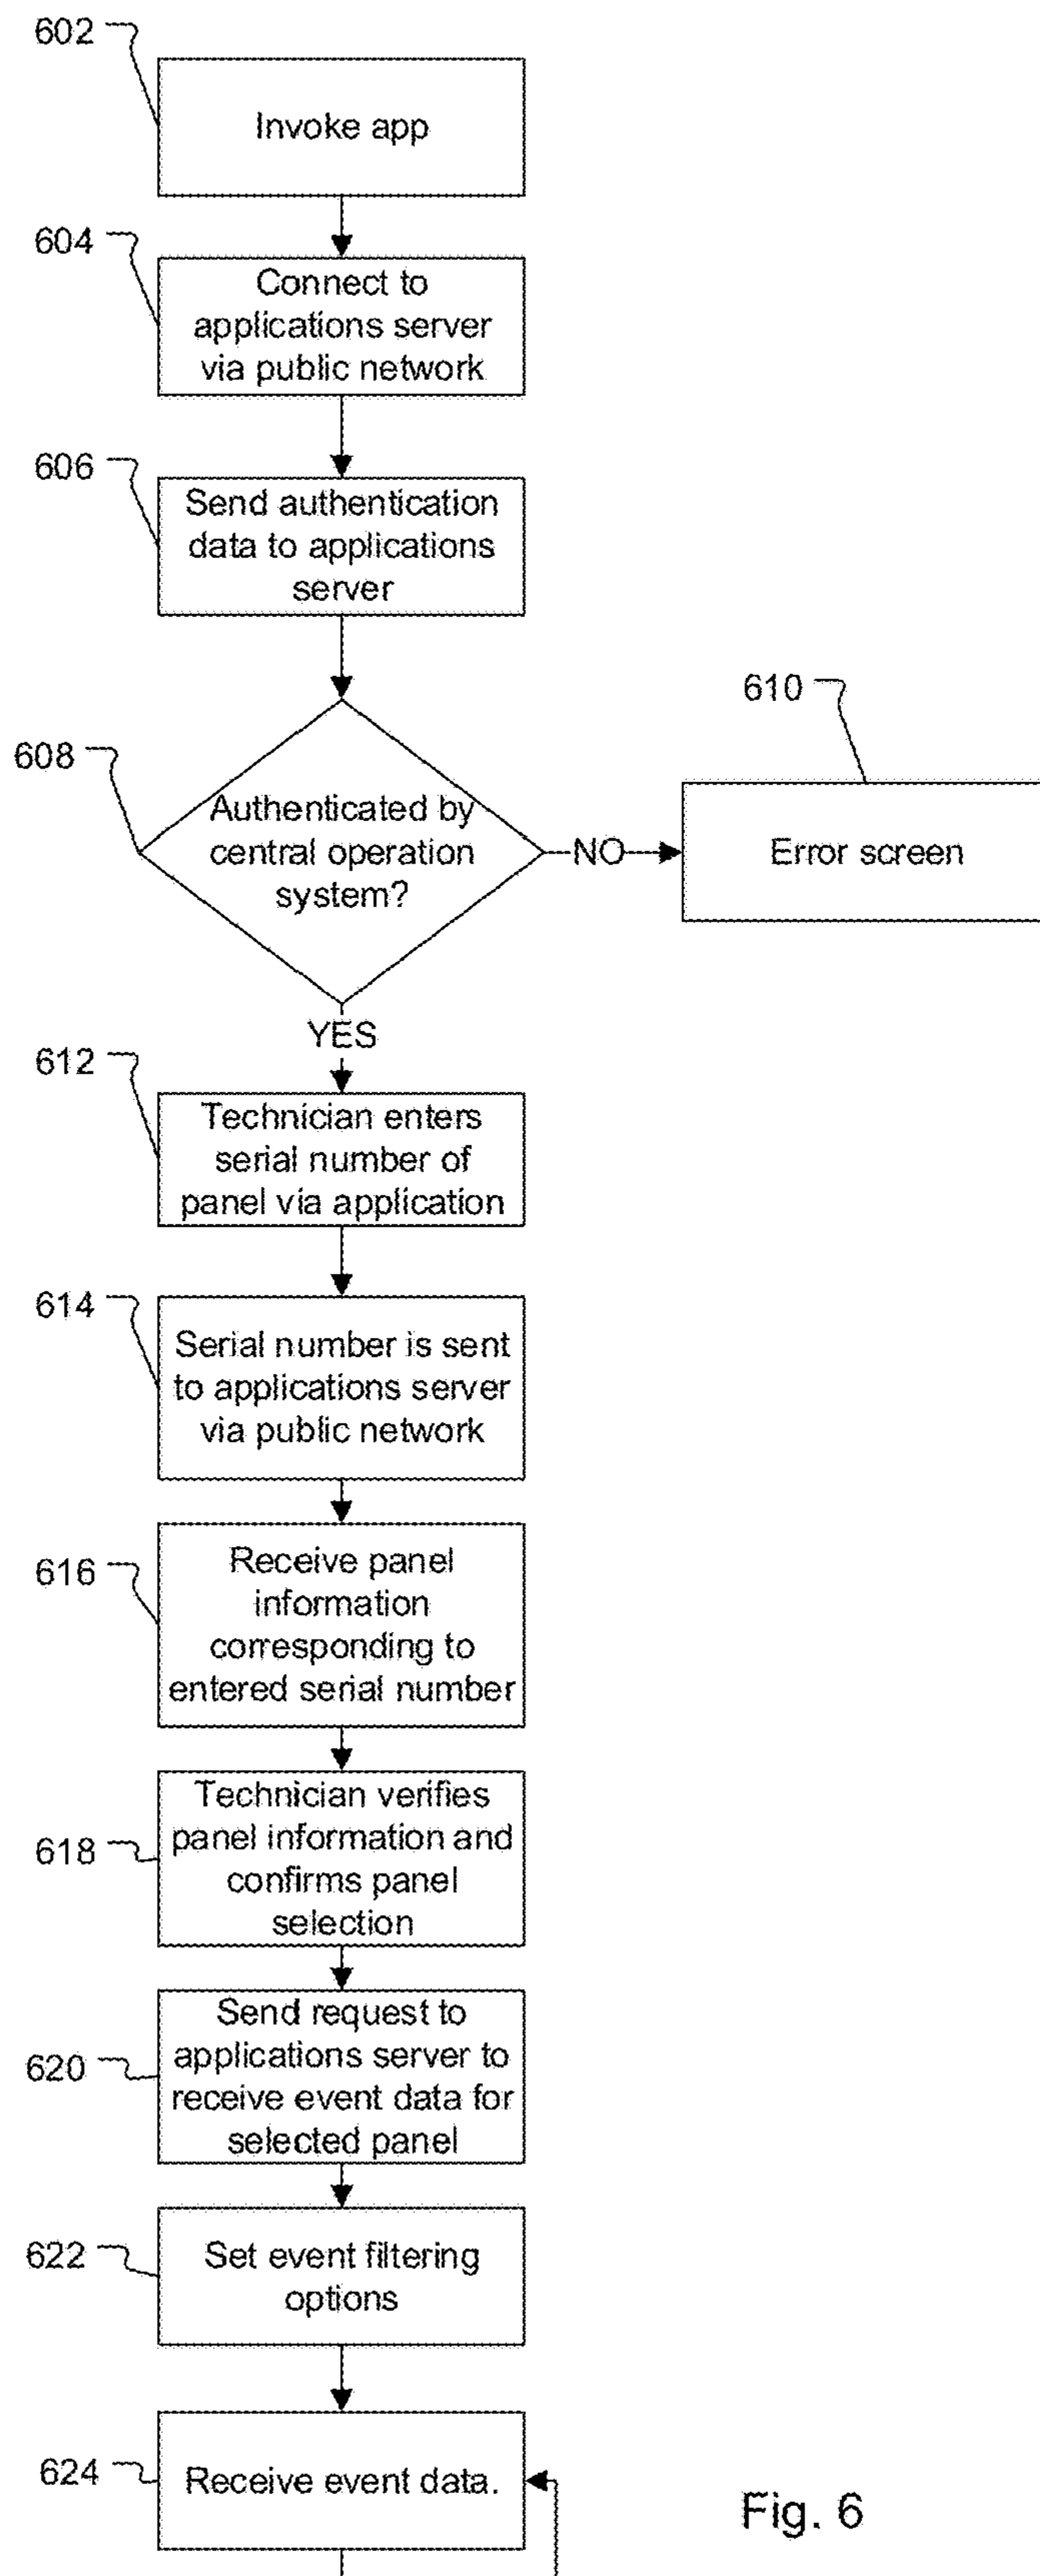 602
Invoke app
604
Connect to
applications server
via public network
606
Send authentication
data to applications
server
610
608
Authenticated by
central operation
system?
NO
Error screen
YES
612
Technician enters
serial number of
panel via application
614
Serial number is sent
to applications server
via public network
616
Receive panel
information
corresponding to
entered serial number
618
Technician verifies
panel information and
confirms panel
selection
620
Send request to
applications server to
receive event data for
selected panel
622
Set event filtering
options
624
Receive event data.
Fig. 6